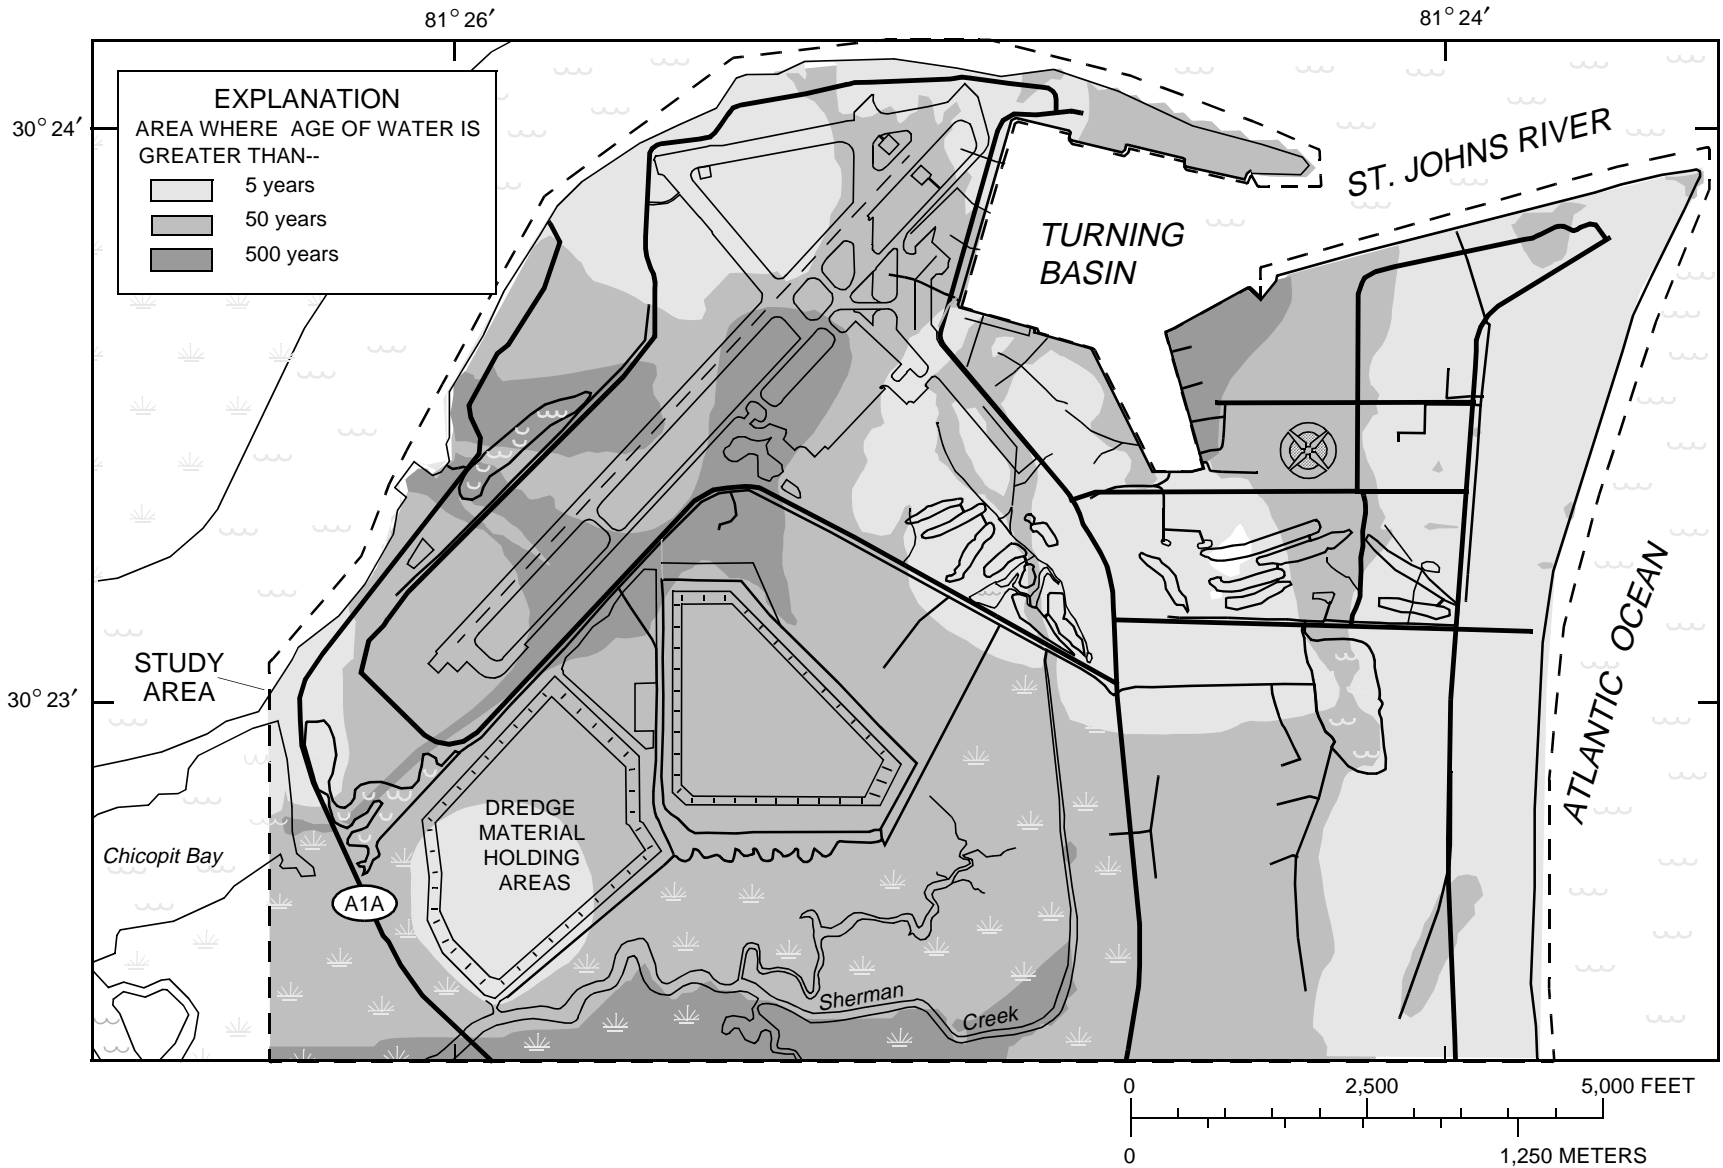 81° 26′
81° 24′
EXPLANATION
AREA WHERE AGE OF WATER IS
GREATER THAN--
5 years
50 years
500 years
30° 24′
ST. JOHNS RIVER
TURNING
BASIN
ATLANTIC OCEAN
STUDY
AREA
30° 23′
DREDGE
MATERIAL
HOLDING
AREAS
Chicopit Bay
A1A
Sherman
Creek
0
2,500
5,000 FEET
0
1,250 METERS